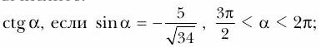 ctg α, если sin α = −5/√34, 3π/2 < α < 2π;